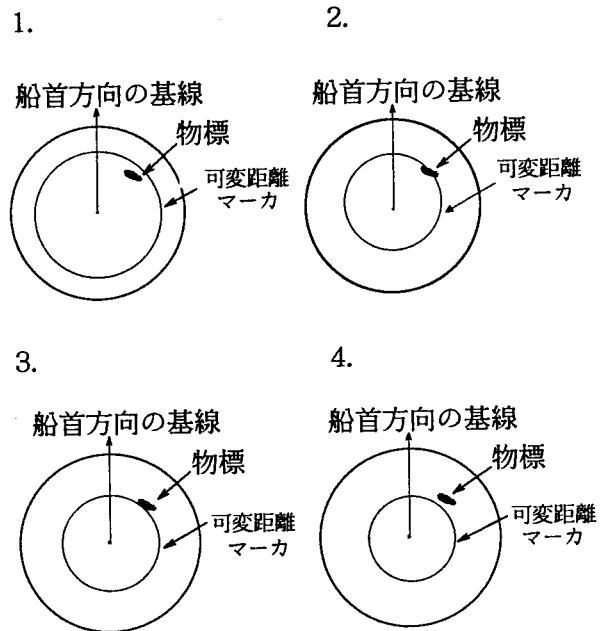 1.
船首方向の基線
物標
可変距離
マーカ
2.
船首方向の基線
物標
可変距離
マーカ
3.
船首方向の基線
物標
可変距離
マーカ
4.
船首方向の基線
物標
可変距離
マーカ